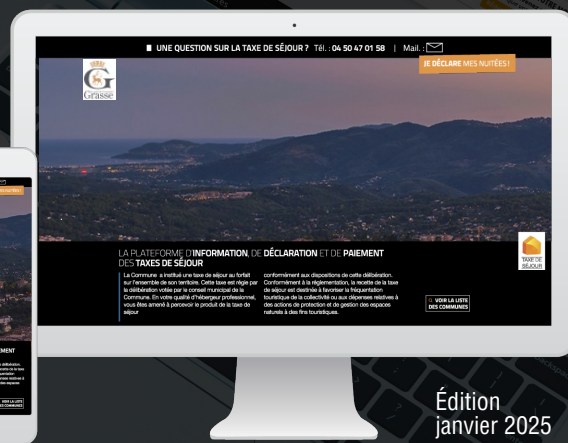 UNE QUESTION SUR LA TAXE DE SÉJOUR ? Tél. : 04 50 47 01 58 | Mail. :
JE DÉCLARE MES NUITÉES !
Grasse
LA PLATEFORME D'INFORMATION, DE DÉCLARATION ET DE PAIEMENT
DES TAXES DE SÉJOUR
La Commune a institué une taxe de séjour au forfait
sur l'ensemble de son territoire. Cette taxe est régie par
la délibération votée par le conseil municipal de la
Commune. En votre qualité d'hébergeur professionnel,
vous êtes amené à percevoir le produit de la taxe de
séjour
conformément aux dispositions de cette délibération.
Conformément à la réglementation, la recette de la taxe
de séjour est destinée à favoriser la fréquentation
touristique de la collectivité ou aux dépenses relatives à
des actions de protection et de gestion des espaces
naturels à des fins touristiques.
TAXE DE
SÉJOUR
VOIR LA LISTE
DES COMMUNES
Édition
janvier 2025